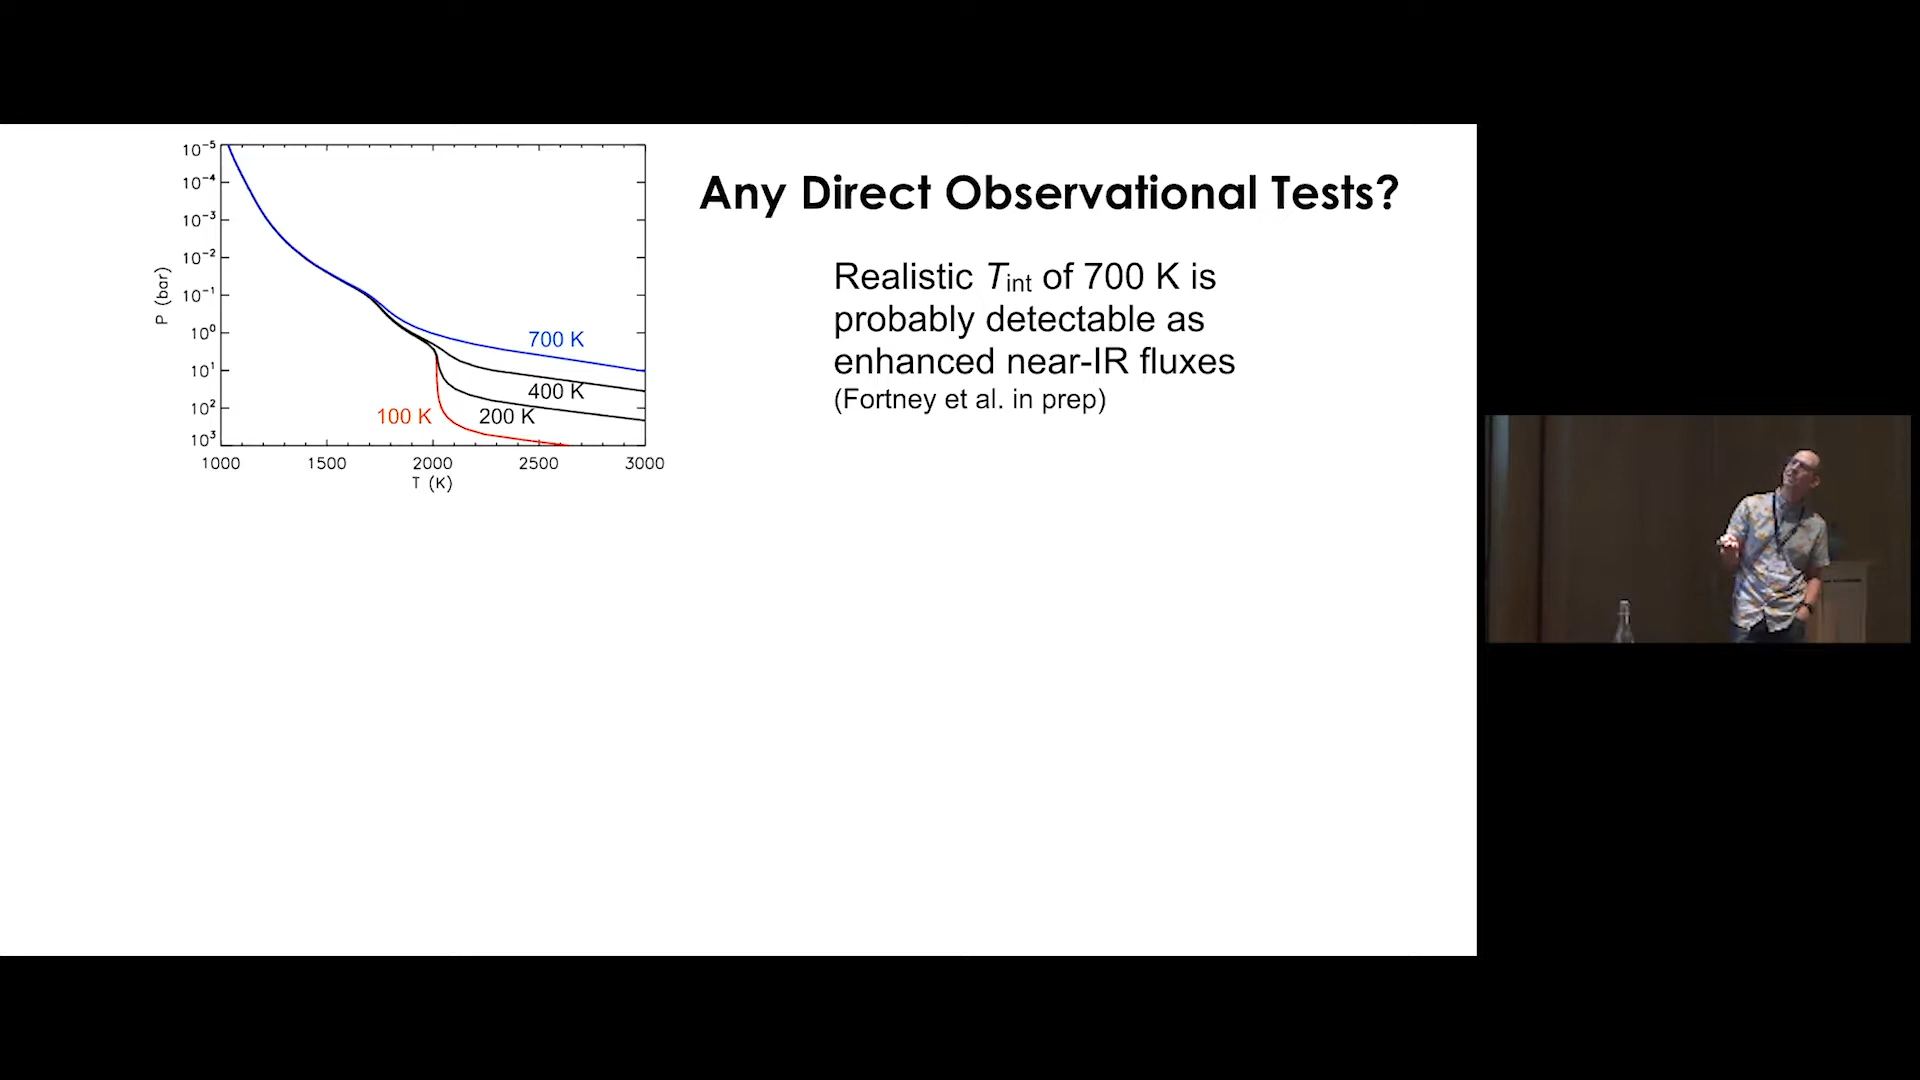 Any Direct Observational Tests?
Realistic Tint of 700 K is
probably detectable as
enhanced near-IR fluxes
(Fortney et al. in prep)
P (bar)
10-5
10-4
10-3
10-2
10-1
100
101
102
103
700 K
400 K
200 K
100 K
1000 1500 2000 2500 3000
T (K)